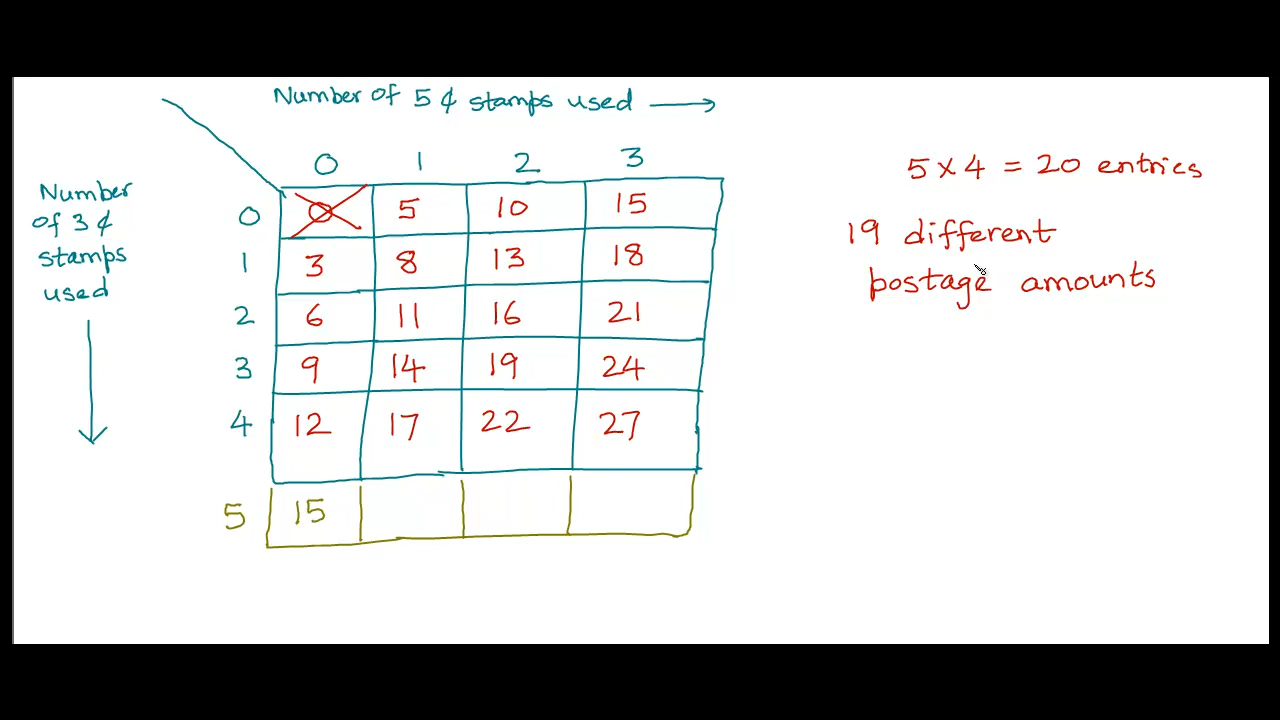 Number of 5 ¢ stamps used
Number
of 3 ¢
stamps
used
0 1 2 3
0 0 5 10 15
1 3 8 13 18
2 6 11 16 21
3 9 14 19 24
4 12 17 22 27
5 15
5 × 4 = 20 entries
19 different
postage amounts